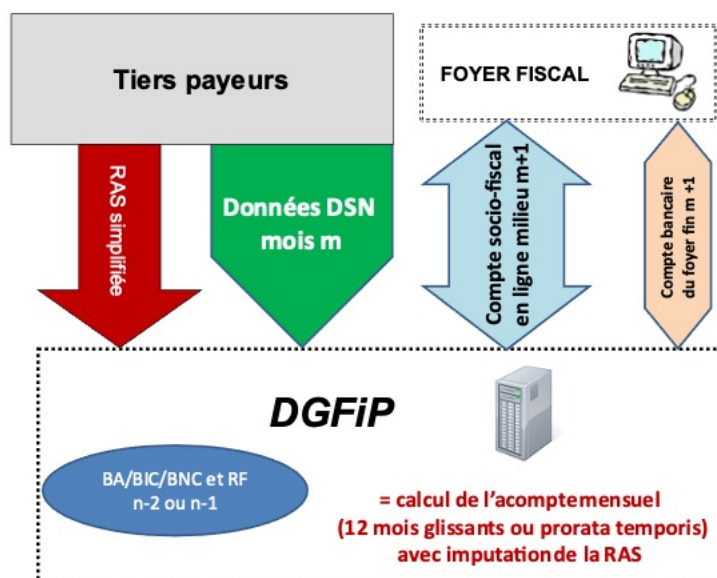 Tiers payeurs
FOYER FISCAL
RAS simplifiée
Données DSN
mois m
Compte socio-fiscal
en ligne milieu m+1
Compte bancaire
du foyer fin m +1
DGFiP
BA/BIC/BNC et RF
n-2 ou n-1
= calcul de l'acomptemensuel
(12 mois glissants ou prorata temporis)
avec imputationde la RAS